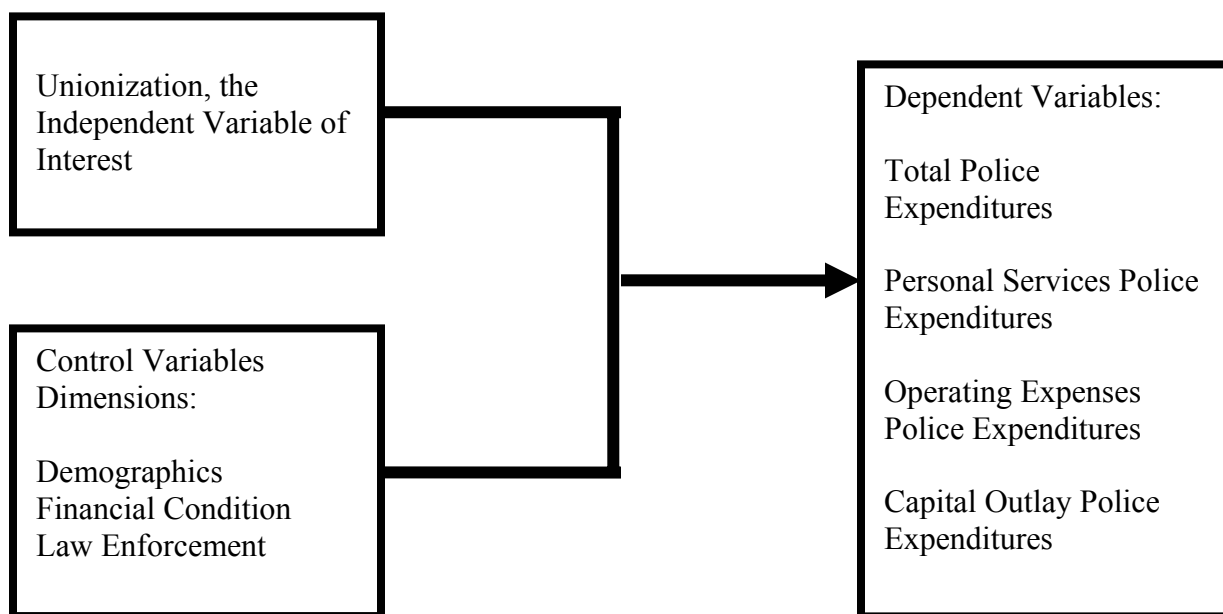 Unionization, the
Independent Variable of
Interest
Control Variables
Dimensions:
Demographics
Financial Condition
Law Enforcement
Dependent Variables:
Total Police
Expenditures
Personal Services Police
Expenditures
Operating Expenses
Police Expenditures
Capital Outlay Police
Expenditures